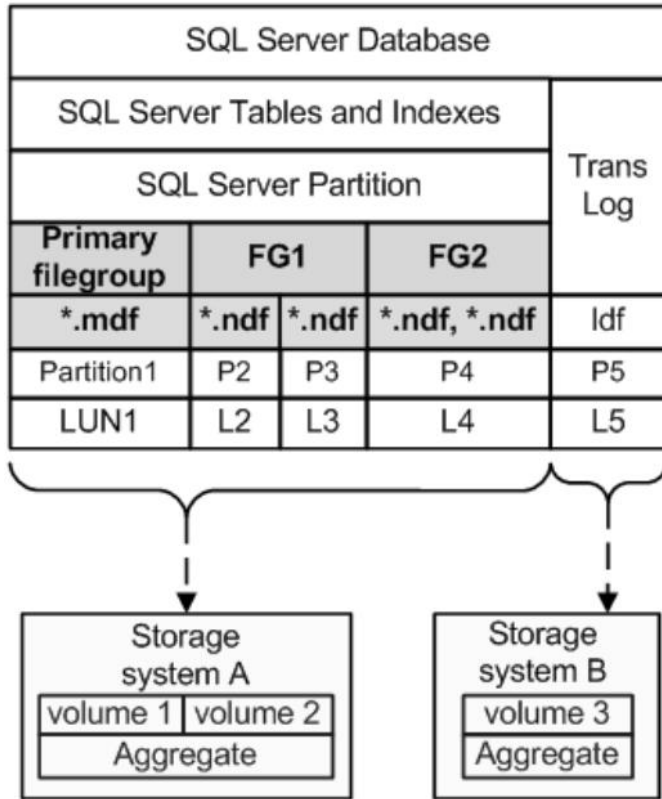 SQL Server Database
SQL Server Tables and Indexes
Trans
Log
SQL Server Partition
Primary
filegroup
FG1
FG2
*.mdf
*.ndf
*.ndf
*.ndf, *.ndf
ldf
Partition1
P2
P3
P4
P5
LUN1
L2
L3
L4
L5
Storage
system A
volume 1
volume 2
Aggregate
Storage
system B
volume 3
Aggregate